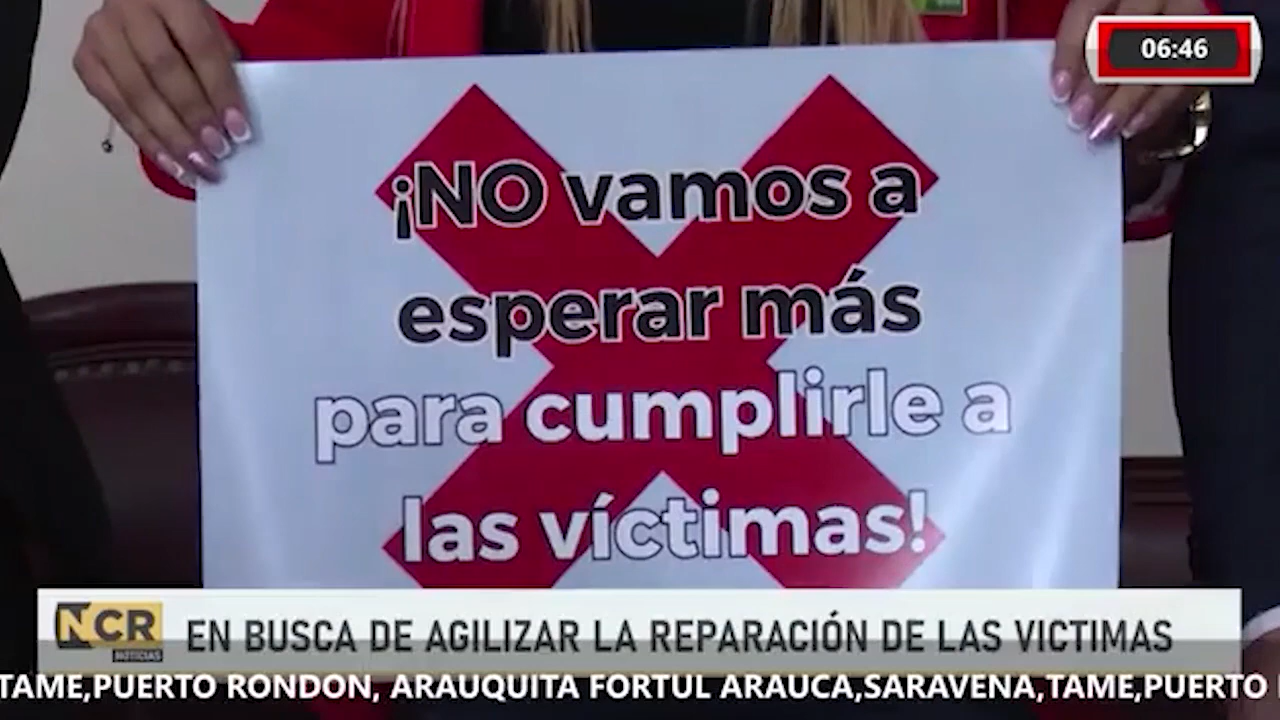 06:46
¡NO vamos a
esperar más
para cumplirle a
las víctimas!
NCR
NOTICIAS
EN BUSCA DE AGILIZAR LA REPARACIÓN DE LAS VICTIMAS
TAME,PUERTO RONDON, ARAUQUITA FORTUL ARAUCA,SARAVENA,TAME,PUERTO